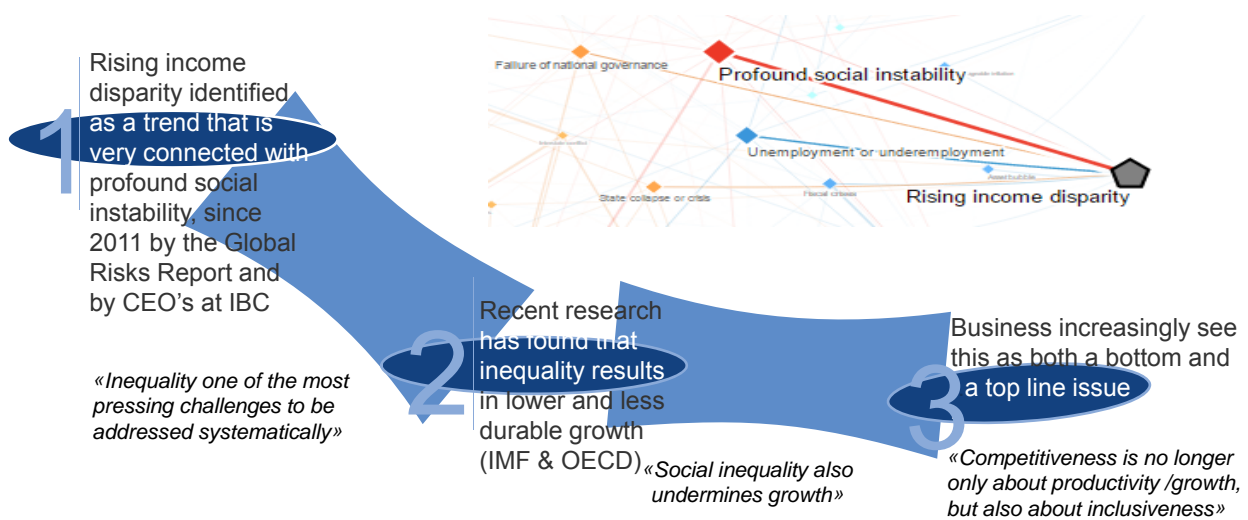 1
Rising income
disparity identified
as a trend that is
very connected with
profound social
instability, since
2011 by the Global
Risks Report and
by CEO's at IBC
«Inequality one of the most
pressing challenges to be
addressed systematically»
Failure of national governance
Profound social instability
Unemployment or underemployment
Asset bubble
State collapse or crisis
Fiscal crises
Rising income disparity
2
Recent research
has found that
inequality results
in lower and less
durable growth
(IMF & OECD)
«Social inequality also
undermines growth»
3
Business increasingly see
this as both a bottom and
a top line issue
«Competitiveness is no longer
only about productivity /growth,
but also about inclusiveness»